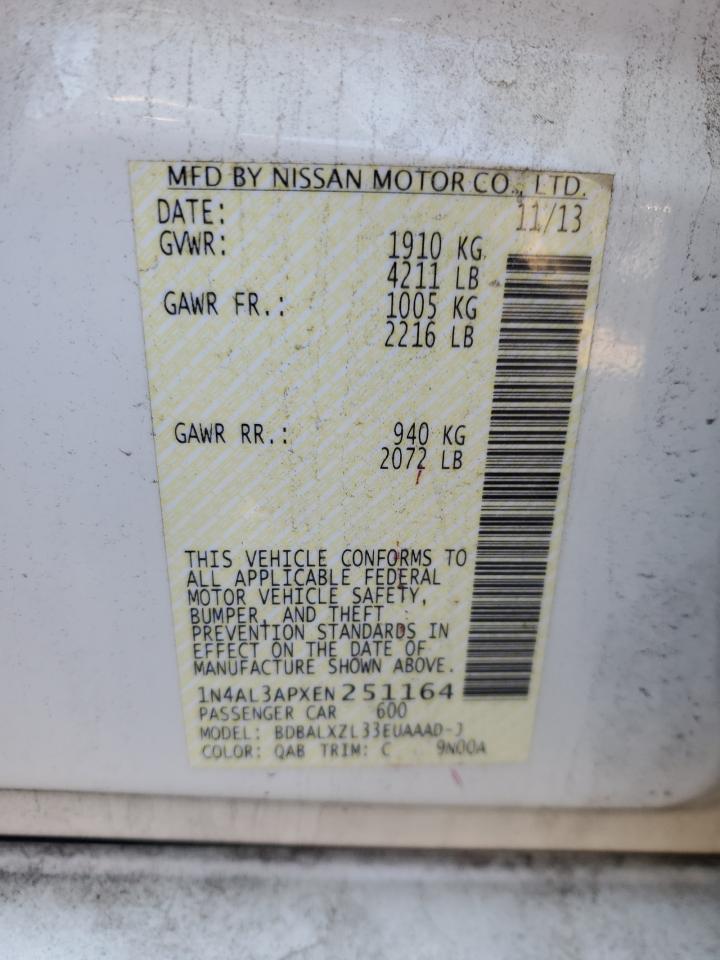 MFD BY NISSAN MOTOR CO., LTD.
DATE: 11/13
GVWR: 1910 KG
4211 LB
GAWR FR.: 1005 KG
2216 LB
GAWR RR.: 940 KG
2072 LB
THIS VEHICLE CONFORMS TO
ALL APPLICABLE FEDERAL
MOTOR VEHICLE SAFETY,
BUMPER, AND THEFT
PREVENTION STANDARDS IN
EFFECT ON THE DATE OF
MANUFACTURE SHOWN ABOVE.
1N4AL3APXEN 251164
PASSENGER CAR 600
MODEL: BDBALXZL33EUAAAD-J
COLOR: QAB TRIM: C 9N00A